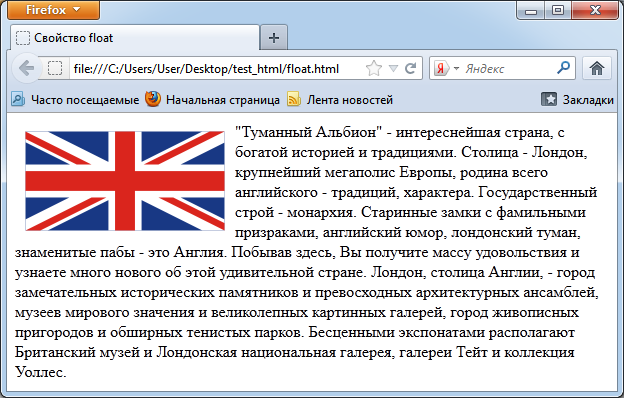 Firefox
Свойство float
file:///C:/Users/User/Desktop/test_html/float.html
Яндекс
Часто посещаемые
Начальная страница
Лента новостей
Закладки
"Туманный Альбион" - интереснейшая страна, с
богатой историей и традициями. Столица - Лондон,
крупнейший мегаполис Европы, родина всего
английского - традиций, характера. Государственный
строй - монархия. Старинные замки с фамильными
призраками, английский юмор, лондонский туман,
знаменитые пабы - это Англия. Побывав здесь, Вы получите массу удовольствия и
узнаете много нового об этой удивительной стране. Лондон, столица Англии, - город
замечательных исторических памятников и превосходных архитектурных ансамблей,
музеев мирового значения и великолепных картинных галерей, город живописных
пригородов и обширных тенистых парков. Бесценными экспонатами располагают
Британский музей и Лондонская национальная галерея, галереи Тейт и коллекция
Уоллес.